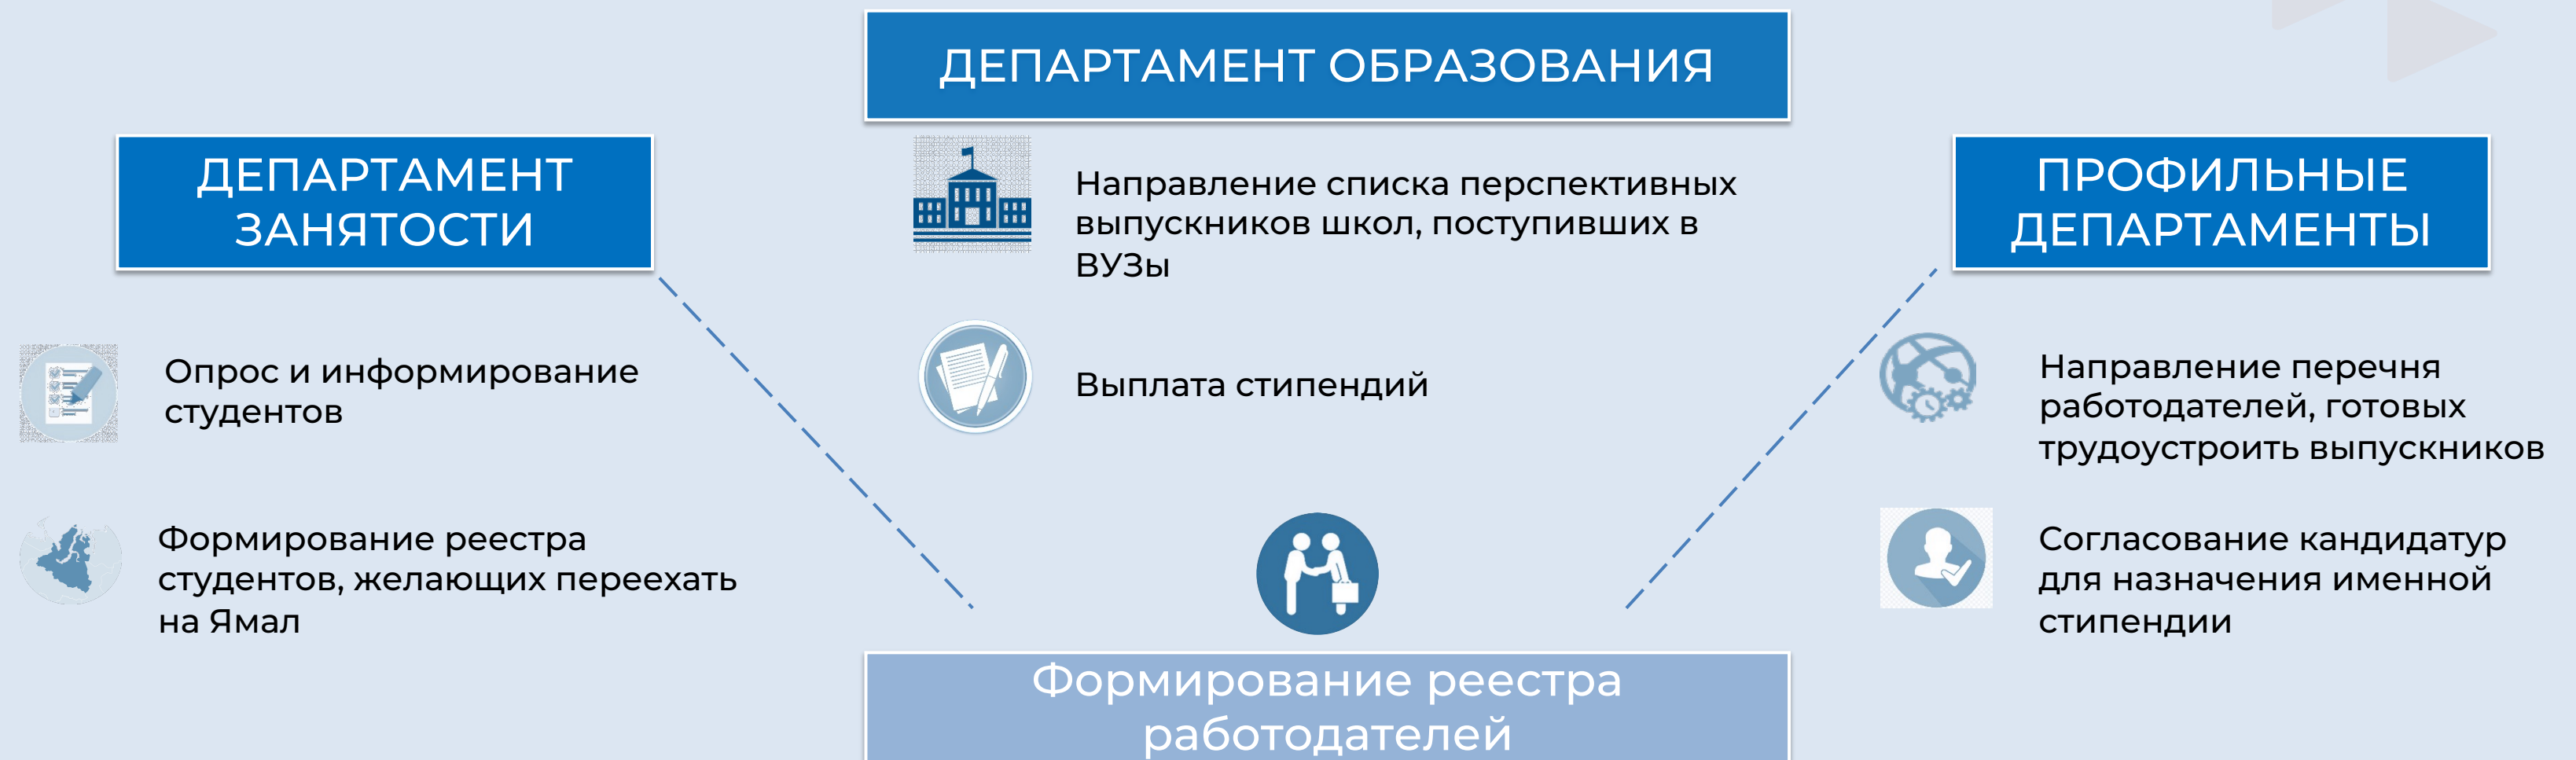 ДЕПАРТАМЕНТ ОБРАЗОВАНИЯ
ДЕПАРТАМЕНТ
ЗАНЯТОСТИ
Опрос и информирование
студентов
Формирование реестра
студентов, желающих переехать
на Ямал
Направление списка перспективных
выпускников школ, поступивших в
ВУЗы
Выплата стипендий
ПРОФИЛЬНЫЕ
ДЕПАРТАМЕНТЫ
Направление перечня
работодателей, готовых
трудоустроить выпускников
Согласование кандидатур
для назначения именной
стипендии
Формирование реестра
работодателей